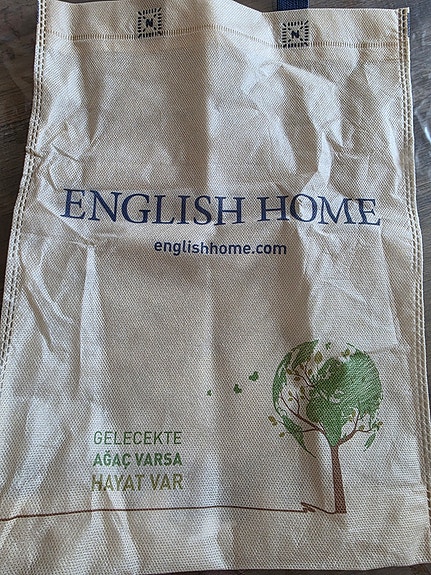 N N
ENGLISH HOME
englishhome.com
GELECEKTE
AĞAÇ VARSA
HAYAT VAR